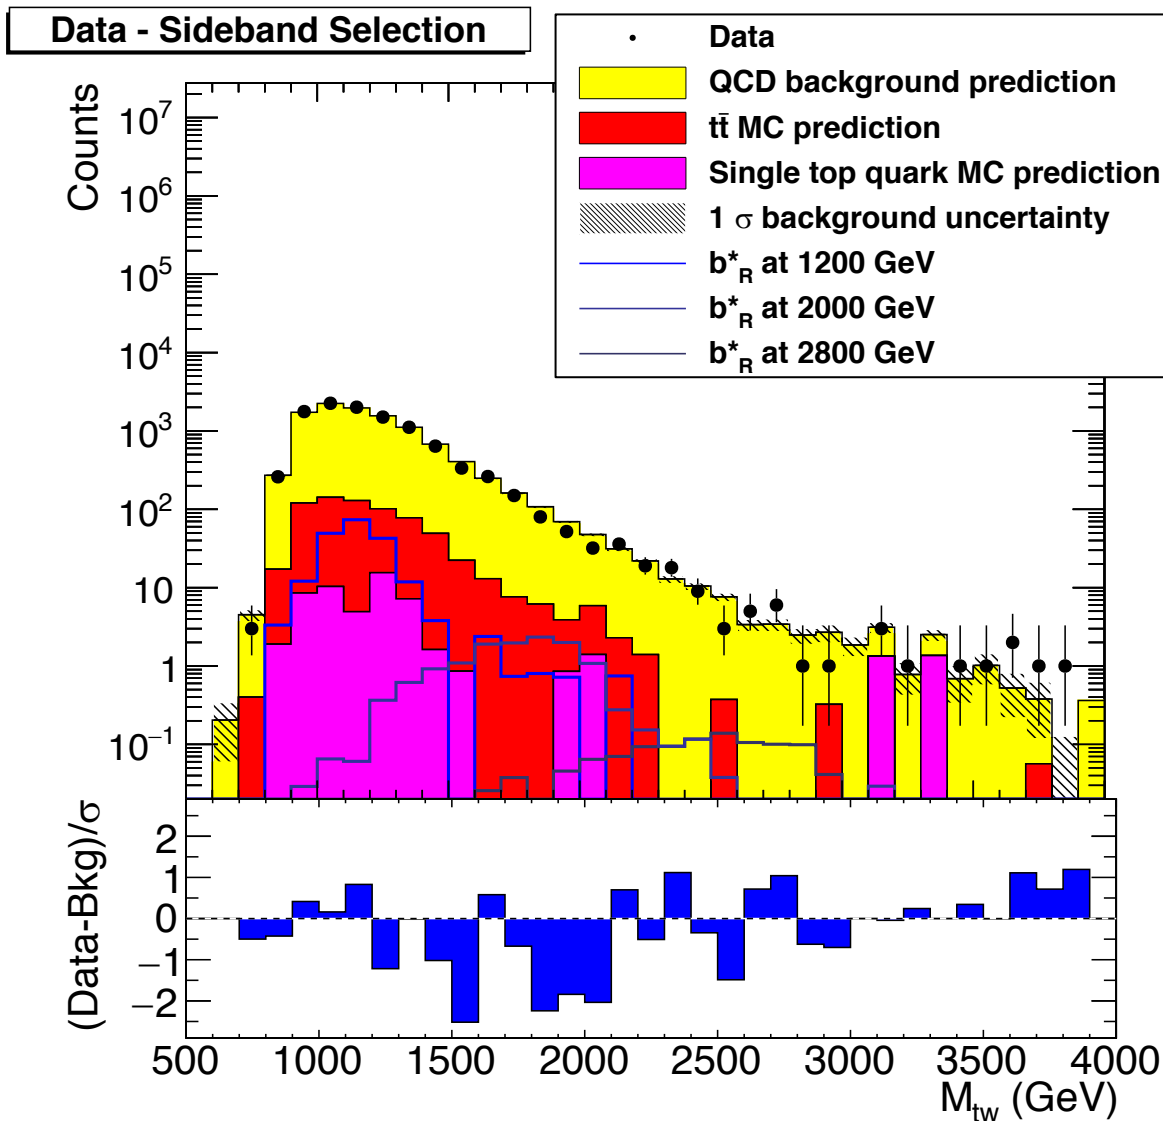 Data - Sideband Selection
Data
QCD background prediction
tt̄ MC prediction
Single top quark MC prediction
1 σ background uncertainty
b*R at 1200 GeV
b*R at 2000 GeV
b*R at 2800 GeV
Counts
10⁷
10⁶
10⁵
10⁴
10³
10²
10
1
10⁻¹
(Data-Bkg)/σ
2
1
0
−1
−2
500 1000 1500 2000 2500 3000 3500 4000
Mtw (GeV)